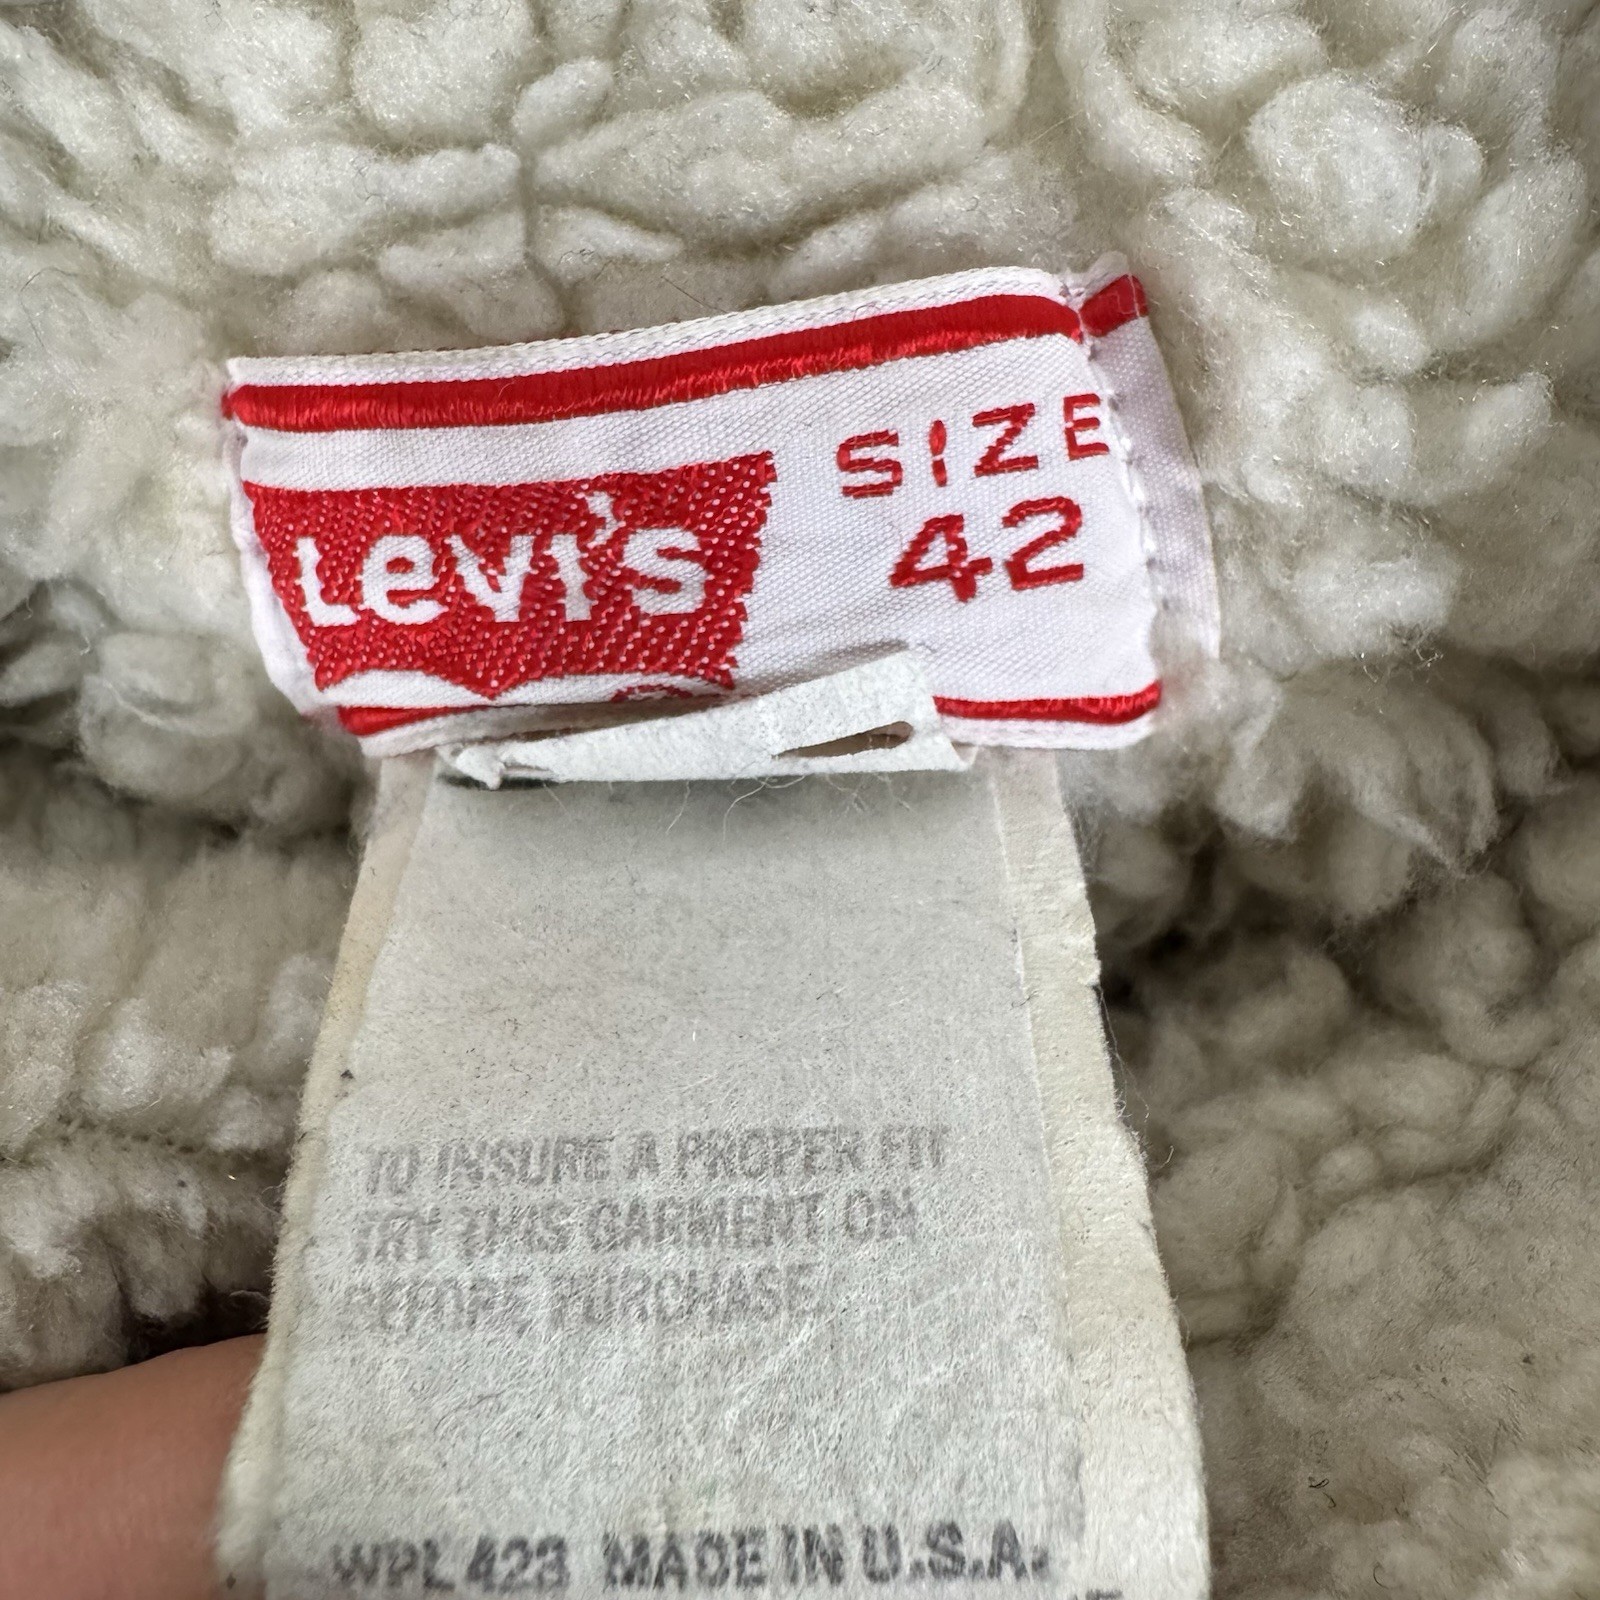 Levi's
SIZE
42
TO INSURE A PROPER FIT
TRY THIS GARMENT ON
BEFORE PURCHASE
WPL 423 MADE IN U.S.A.